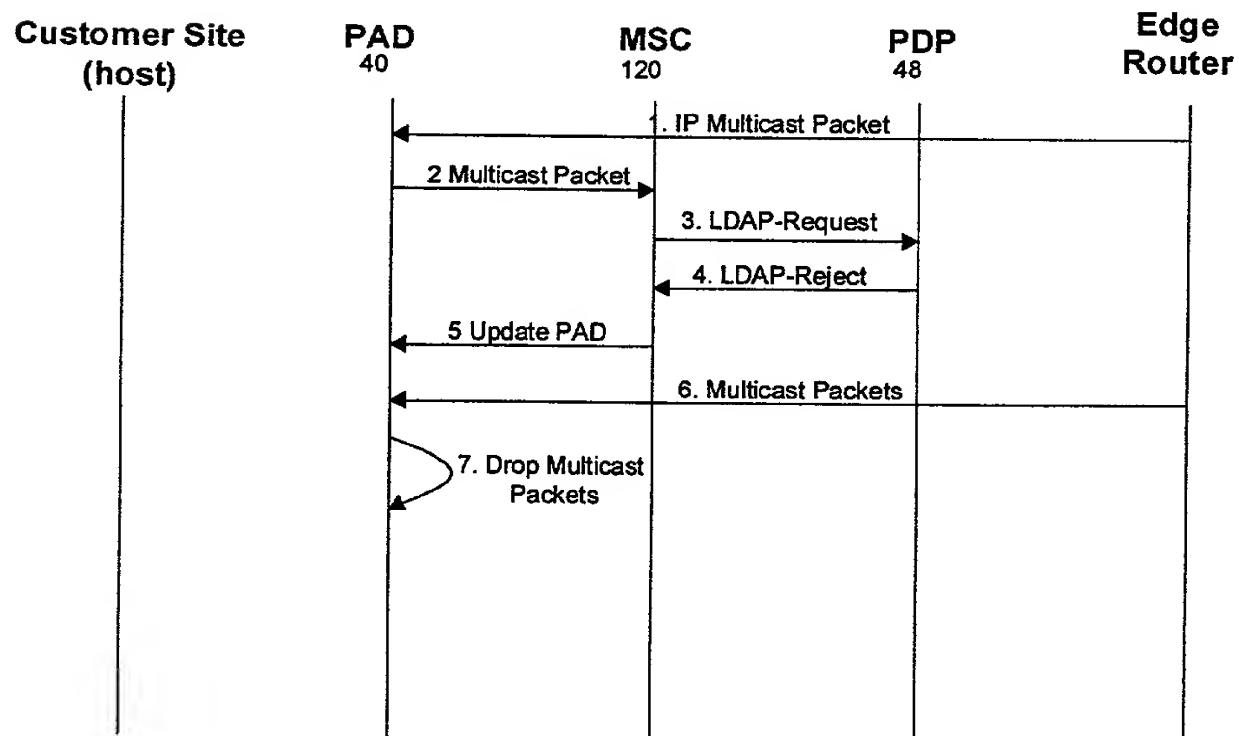 Customer Site
(host)
PAD
40
MSC
120
PDP
48
Edge
Router
1. IP Multicast Packet
2 Multicast Packet
3. LDAP-Request
4. LDAP-Reject
5 Update PAD
6. Multicast Packets
7. Drop Multicast
Packets